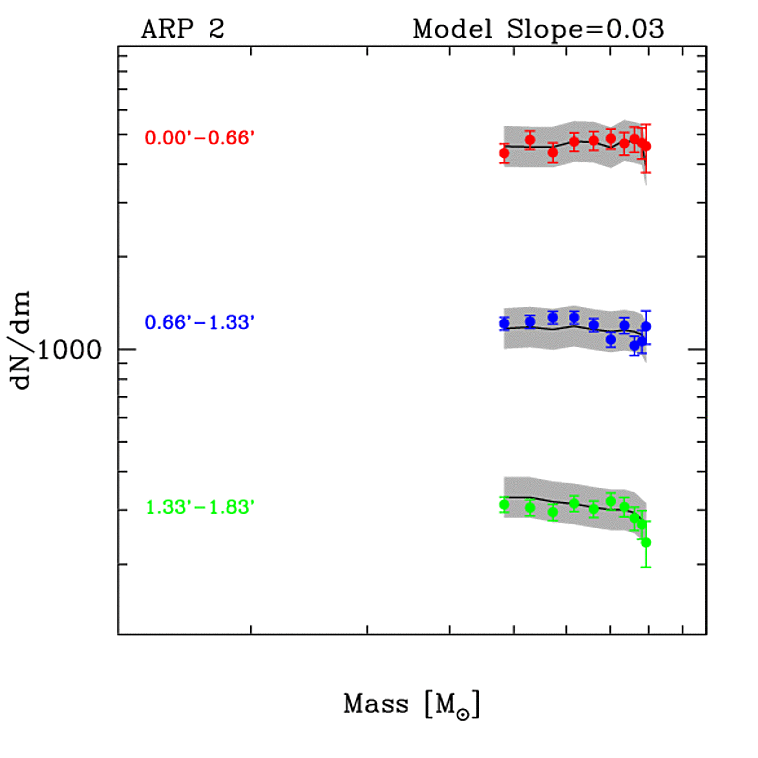 ARP 2
Model Slope=0.03
0.00'-0.66'
0.66'-1.33'
1000
dN/dm
1.33'-1.83'
Mass [M⊙]